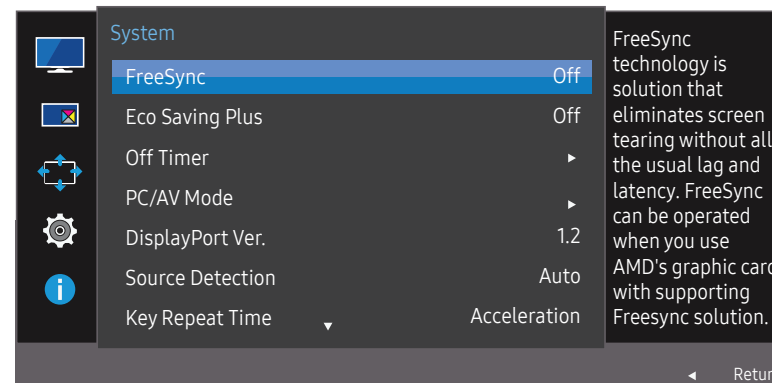 System
FreeSync Off
Eco Saving Plus Off
Off Timer
PC/AV Mode
DisplayPort Ver. 1.2
Source Detection Auto
Key Repeat Time Acceleration
FreeSync
technology is
solution that
eliminates screen
tearing without all
the usual lag and
latency. FreeSync
can be operated
when you use
AMD's graphic card
with supporting
Freesync solution.
Retur